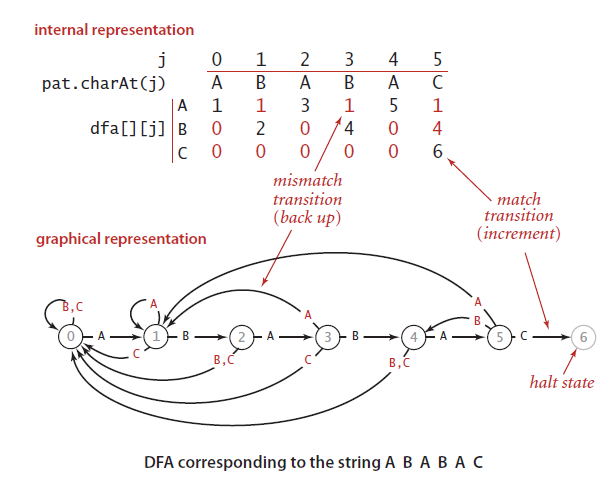 internal representation
j 0 1 2 3 4 5
pat.charAt(j) A B A B A C
A 1 1 3 1 5 1
dfa[][j] B 0 2 0 4 0 4
C 0 0 0 0 0 6
mismatch
transition
(back up)
match
transition
(increment)
graphical representation
B,C A A A
B
0 A 1 B 2 A 3 B 4 A 5 C 6
C B,C C B,C
halt state
DFA corresponding to the string A B A B A C